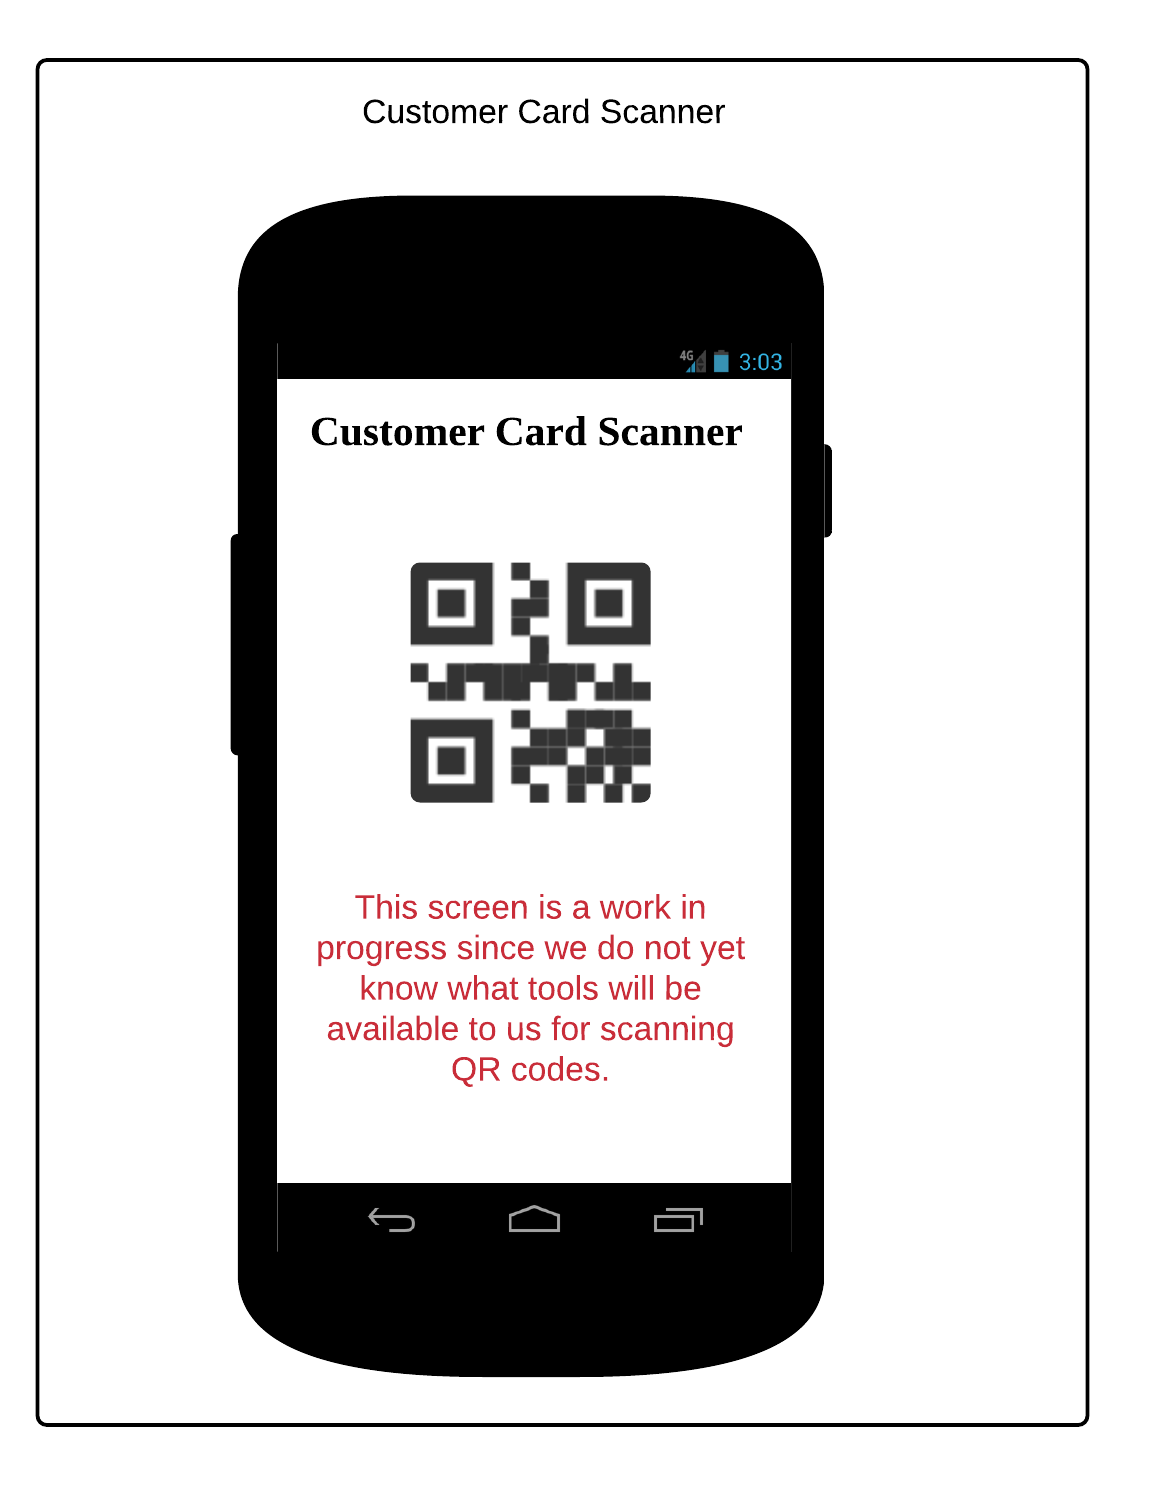 Customer Card Scanner
4G 3:03
Customer Card Scanner
This screen is a work in
progress since we do not yet
know what tools will be
available to us for scanning
QR codes.